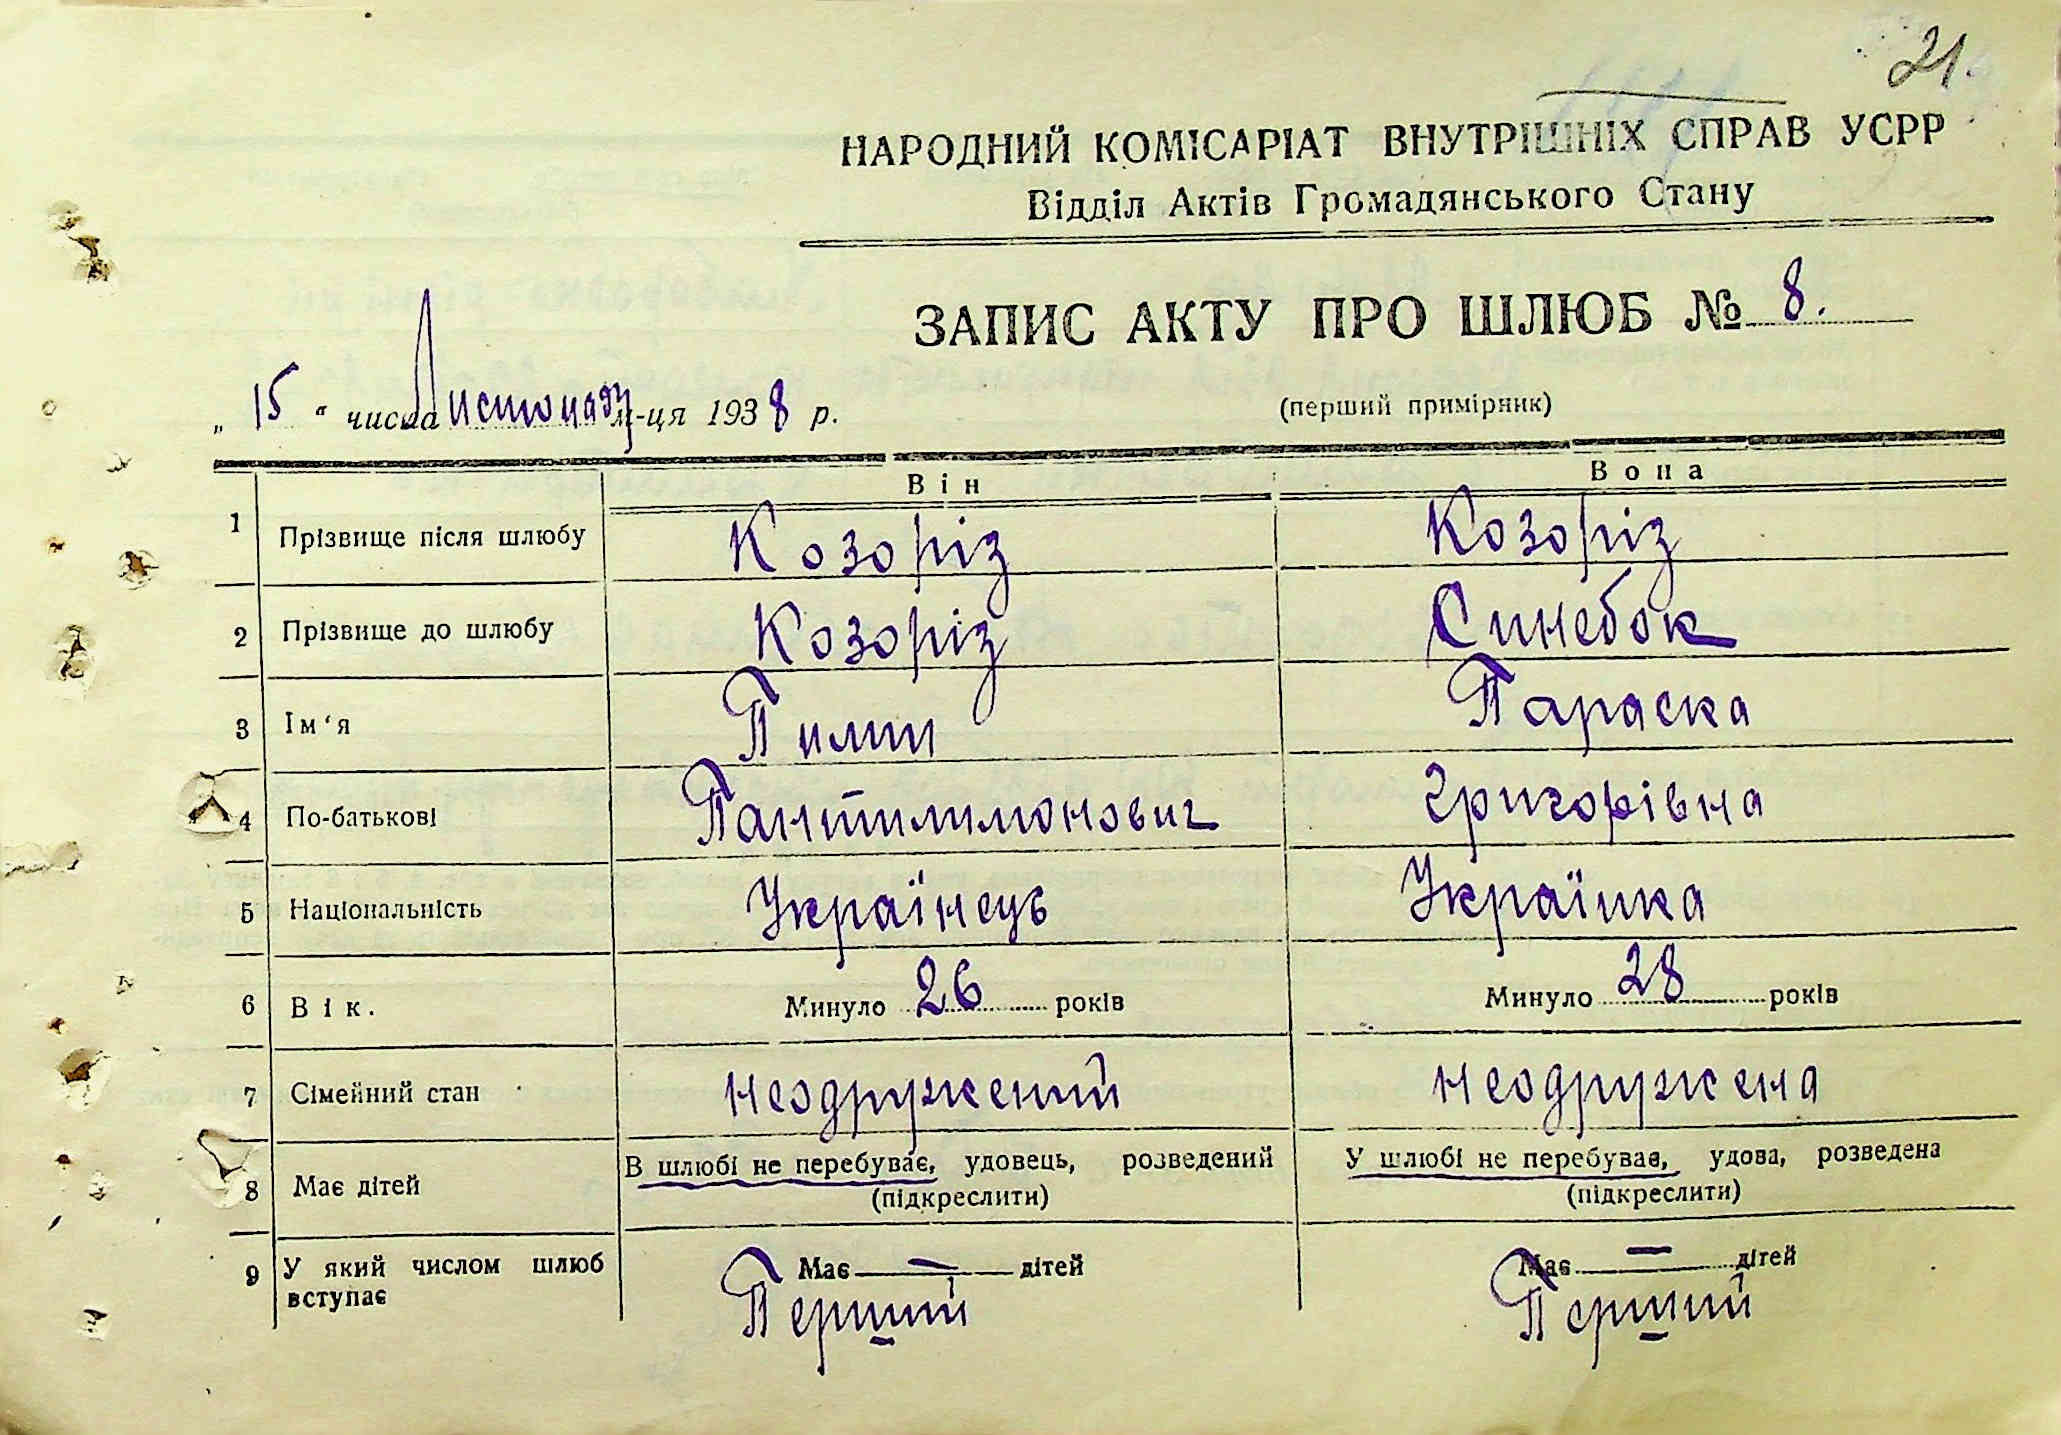 21
НАРОДНИЙ КОМІСАРІАТ ВНУТРІШНІХ СПРАВ УСРР
Відділ Актів Громадянського Стану
ЗАПИС АКТУ ПРО ШЛЮБ № 8.
„ 15 “ числа Листопаду м-ця 1938 р.
(перший примірник)
Він Вона
1 Прізвище після шлюбу Козоріз Козоріз
2 Прізвище до шлюбу Козоріз Синебок
3 Ім'я Пилип Параска
4 По-батькові Пантилимонович Григорівна
5 Національність Українець Українка
6 Вік. Минуло 26 років Минуло 28 років
7 Сімейний стан неодружений неодружена
8 Має дітей В шлюбі не перебуває, удовець, розведений У шлюбі не перебуває, удова, розведена
(підкреслити) (підкреслити)
9 У який числом шлюб вступає Має — дітей Має — дітей
Перший Перший